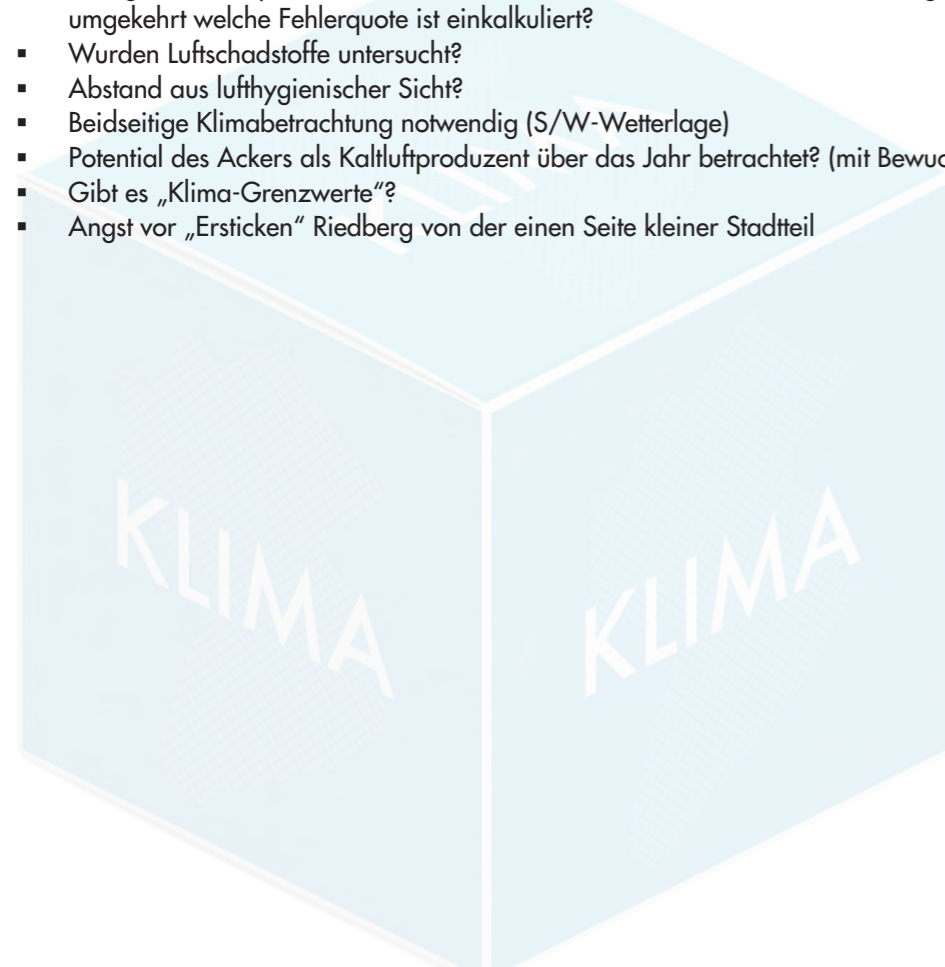 umgekehrt welche Fehlerquote ist einkalkuliert?
▪ Wurden Luftschadstoffe untersucht?
▪ Abstand aus lufthygienischer Sicht?
▪ Beidseitige Klimabetrachtung notwendig (S/W-Wetterlage)
▪ Potential des Ackers als Kaltluftproduzent über das Jahr betrachtet? (mit
▪ Gibt es „Klima-Grenzwerte“?
▪ Angst vor „Ersticken“ Riedberg von der einen Seite kleiner Stadtteil
KLIMA
KLIMA
KLIMA